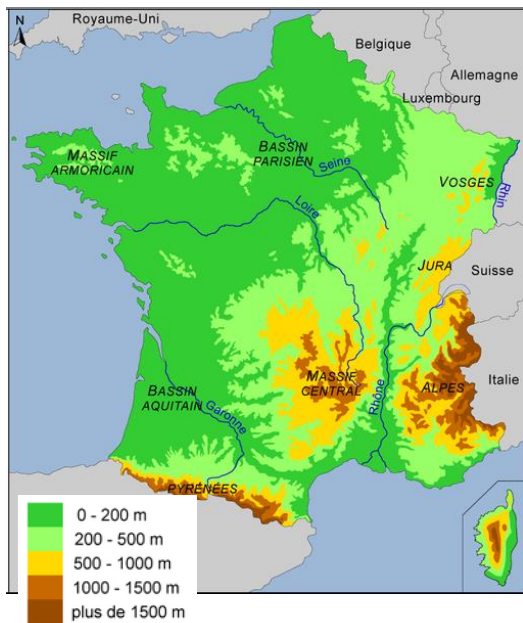 N
Royaume-Uni
Belgique
Allemagne
Luxembourg
MASSIF
ARMORICAIN
BASSIN
PARISIEN
Seine
VOSGES
Rhin
Loire
JURA
Suisse
MASSIF
CENTRAL
Rhône
ALPES
Italie
BASSIN
AQUITAIN
Garonne
PYRÉNÉES
0 - 200 m
200 - 500 m
500 - 1000 m
1000 - 1500 m
plus de 1500 m